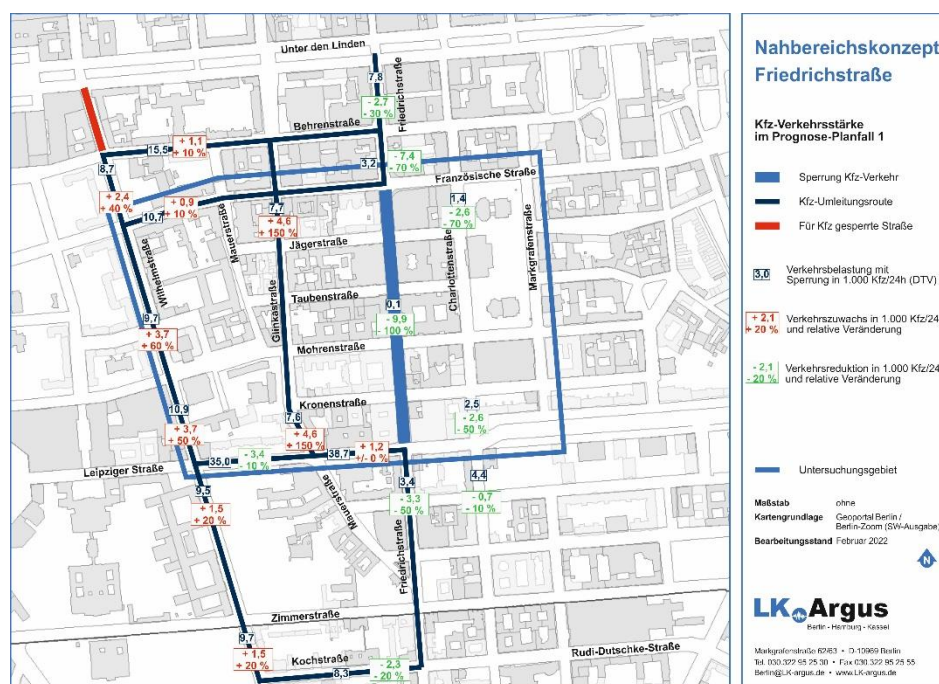 Unter den Linden
7,8
- 2,7
- 30 %
Friedrichstraße
Behrenstraße
+ 1,1
+ 10 %
15,5
8,7
3,2
- 7,4
- 70 %
Französische Straße
+ 2,4
+ 40 %
10,7
+ 0,9
+ 10 %
7,7
+ 4,6
+ 150 %
1,4
- 2,6
- 70 %
Mauerstraße
Jägerstraße
Charlottenstraße
Markgrafenstraße
Wilhelmstraße
Glinkastraße
Taubenstraße
0,1
- 9,9
- 100 %
9,7
+ 3,7
+ 60 %
Mohrenstraße
Kronenstraße
2,5
- 2,6
- 50 %
10,9
+ 3,7
+ 50 %
7,6
+ 4,6
+ 150 %
+ 1,2
+/- 0 %
Leipziger Straße
35,0
- 3,4
- 10 %
38,7
3,4
- 3,3
- 50 %
4,4
- 0,7
- 10 %
9,5
+ 1,5
+ 20 %
Mauerstraße
Friedrichstraße
Zimmerstraße
9,7
+ 1,5
+ 20 %
Kochstraße
8,3
- 2,3
- 20 %
Rudi-Dutschke-Straße
Nahbereichskonzept
Friedrichstraße
Kfz-Verkehrsstärke
im Prognose-Planfall 1
Sperrung Kfz-Verkehr
Kfz-Umleitungsroute
Für Kfz gesperrte Straße
3,0
Verkehrsbelastung mit
Sperrung in 1.000 Kfz/24h (DTV)
+ 2,1
+ 20 %
Verkehrszuwachs in 1.000 Kfz/24
und relative Veränderung
- 2,1
- 20 %
Verkehrsreduktion in 1.000 Kfz/24
und relative Veränderung
Untersuchungsgebiet
Maßstab ohne
Kartengrundlage Geoportal Berlin /
Berlin-Zoom (SW-Ausgabe)
Bearbeitungsstand Februar 2022
N
LK Argus
Berlin - Hamburg - Kassel
Markgrafenstraße 62/63 • D-10969 Berlin
Tel. 030.322 95 25 30 • Fax 030.322 95 25 55
Berlin@LK-argus.de • www.LK-argus.de